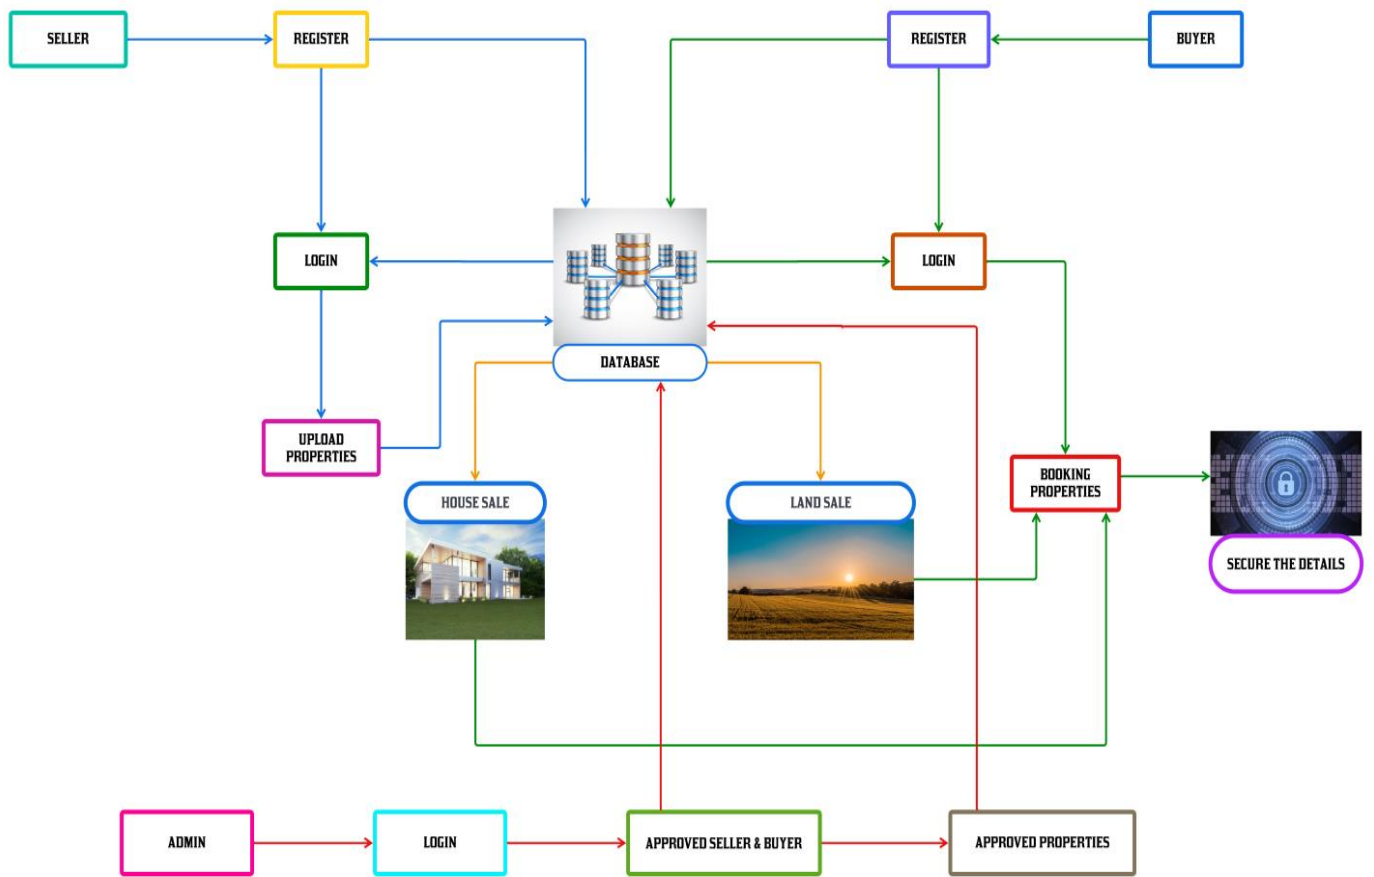 SELLER
REGISTER
REGISTER
BUYER
LOGIN
LOGIN
DATABASE
UPLOAD
PROPERTIES
HOUSE SALE
LAND SALE
BOOKING
PROPERTIES
SECURE THE DETAILS
ADMIN
LOGIN
APPROVED SELLER & BUYER
APPROVED PROPERTIES